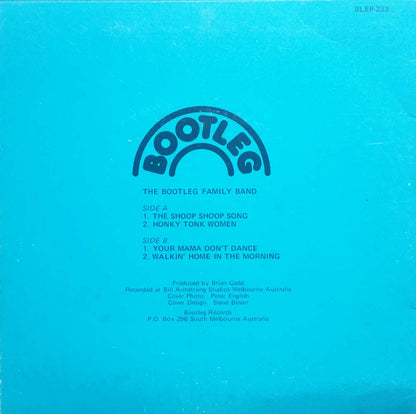 BLEP 233
BOOTLEG
THE BOOTLEG FAMILY BAND
SIDE A
1. THE SHOOP SHOOP SONG
2. HONKY TONK WOMEN
SIDE B
1. YOUR MAMA DON'T DANCE
2. WALKIN' HOME IN THE MORNING
Produced by Brian Cadd
Recorded at Bill Armstrong Studios Melbourne Australia
Cover Photo: Peter English
Cover Design: Steve Bevan
Bootleg Records
P.O. Box 296 South Melbourne Australia